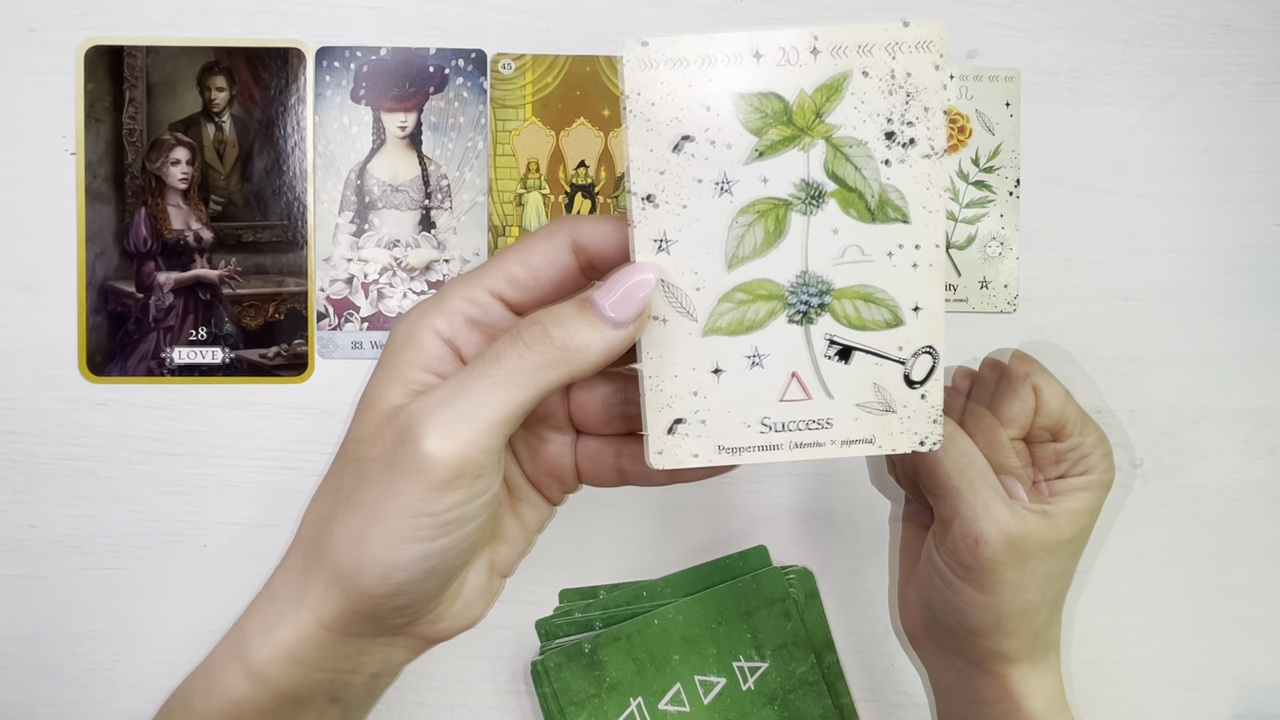 28
LOVE
33. We
45
20.
Success
Peppermint (Mentha × piperita)
ity